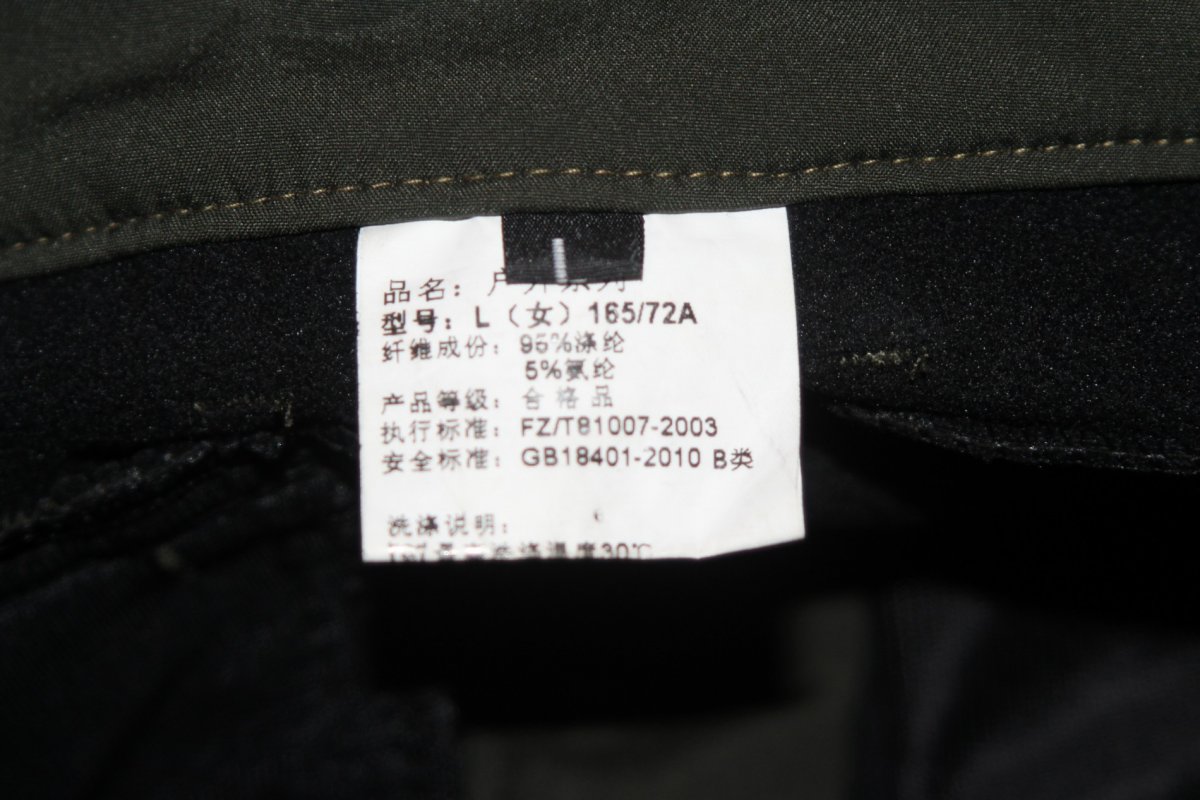 品名：户外系列
型号：L（女）165/72A
纤维成份：95%涤纶
5%氨纶
产品等级：合格品
执行标准：FZ/T81007-2003
安全标准：GB18401-2010 B类
洗涤说明：
洗涤温度30℃